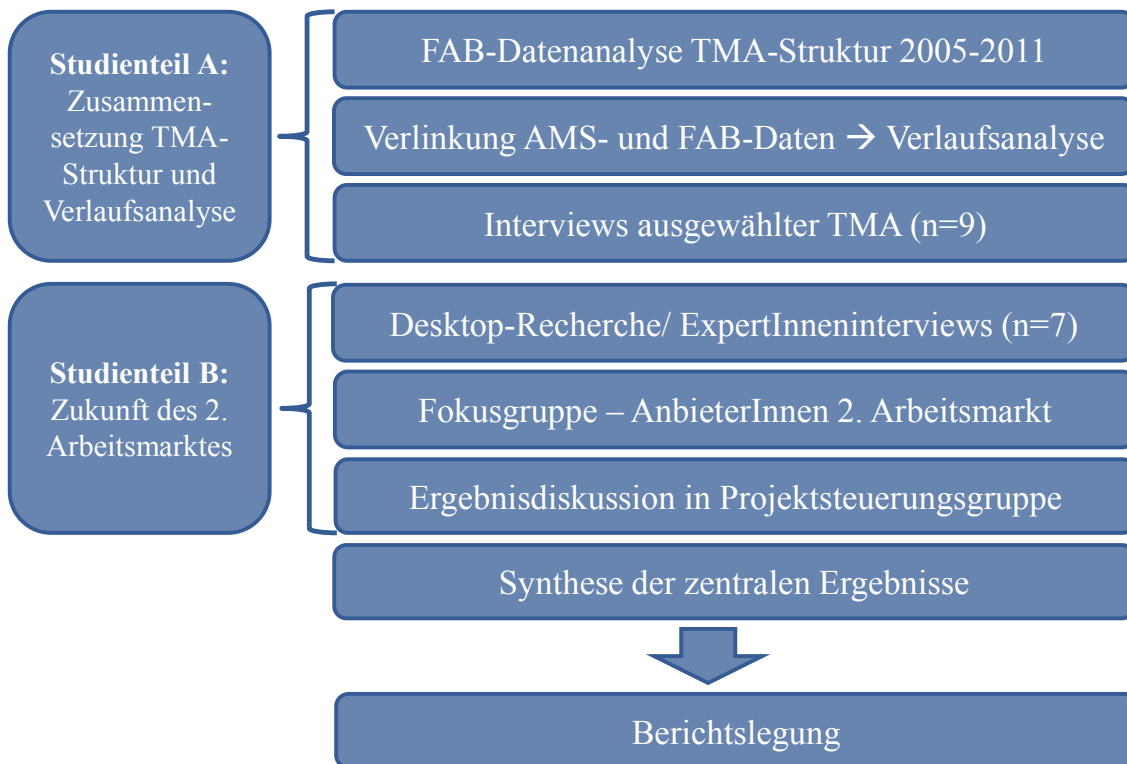 Studienteil A:
Zusammen-
setzung TMA-
Struktur und
Verlaufsanalyse
FAB-Datenanalyse TMA-Struktur 2005-2011
Verlinkung AMS- und FAB-Daten → Verlaufsanalyse
Interviews ausgewählter TMA (n=9)
Studienteil B:
Zukunft des 2.
Arbeitsmarktes
Desktop-Recherche/ ExpertInneninterviews (n=7)
Fokusgruppe – AnbieterInnen 2. Arbeitsmarkt
Ergebnisdiskussion in Projektsteuerungsgruppe
Synthese der zentralen Ergebnisse
Berichtslegung